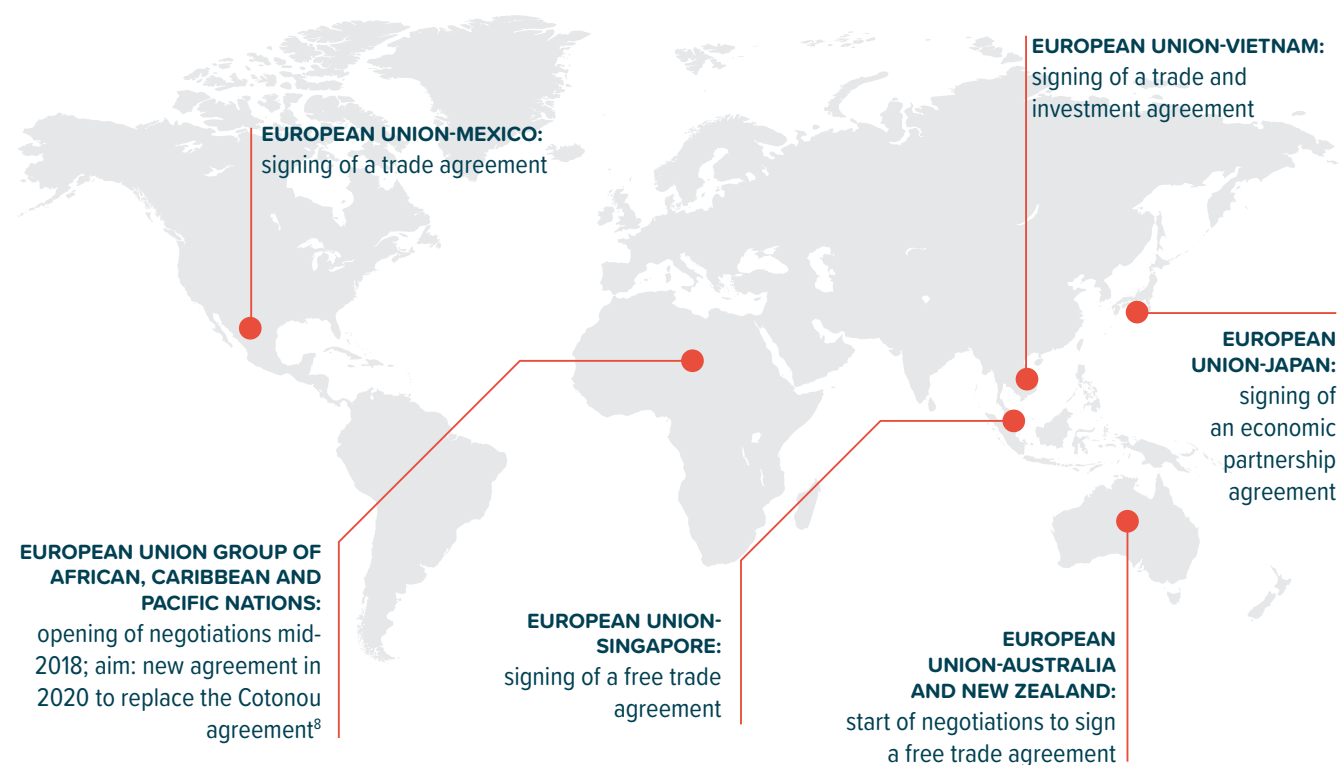 EUROPEAN UNION-VIETNAM:
signing of a trade and
investment agreement
EUROPEAN UNION-MEXICO:
signing of a trade agreement
EUROPEAN
UNION-JAPAN:
signing of
an economic
partnership
agreement
EUROPEAN UNION GROUP OF
AFRICAN, CARIBBEAN AND
PACIFIC NATIONS:
opening of negotiations mid-
2018; aim: new agreement in
2020 to replace the Cotonou
agreement⁸
EUROPEAN UNION-
SINGAPORE:
signing of a free trade
agreement
EUROPEAN
UNION-AUSTRALIA
AND NEW ZEALAND:
start of negotiations to sign
a free trade agreement